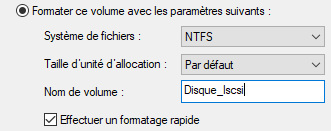 Formater ce volume avec les paramètres suivants :
Système de fichiers : NTFS
Taille d'unité d'allocation : Par défaut
Nom de volume : Disque_Iscsi
Effectuer un formatage rapide